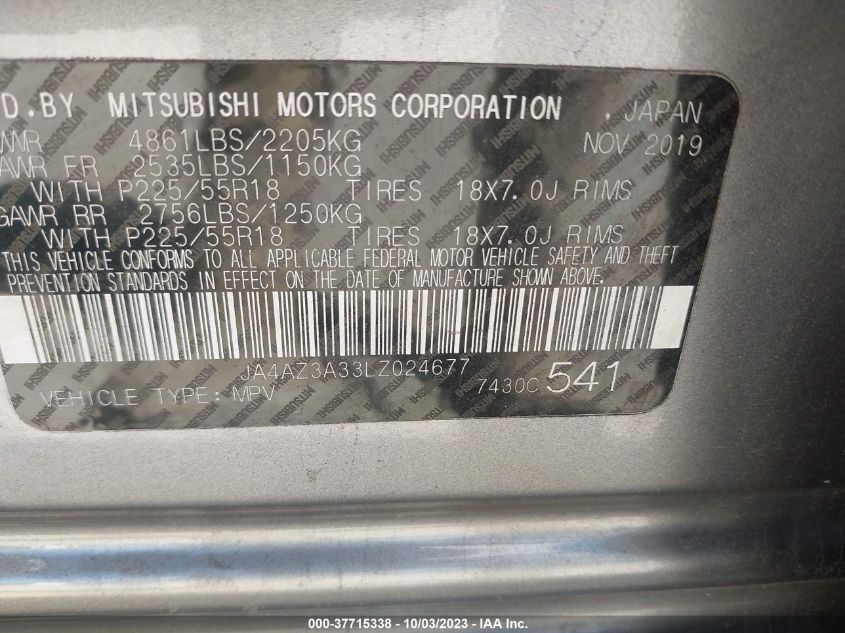 D.BY MITSUBISHI MOTORS CORPORATION . JAPAN
WR 4861LBS/2205KG NOV 2019
AWR FR 2535LBS/1150KG
WITH P225/55R18 TIRES 18X7.0J RIMS
GAWR RR 2756LBS/1250KG
WITH P225/55R18 TIRES 18X7.0J RIMS
THIS VEHICLE CONFORMS TO ALL APPLICABLE FEDERAL MOTOR VEHICLE SAFETY AND THEFT
PREVENTION STANDARDS IN EFFECT ON THE DATE OF MANUFACTURE SHOWN ABOVE.
JA4AZ3A33LZ024677
VEHICLE TYPE:MPV 7430C 541
000-37715338 - 10/03/2023 - IAA Inc.